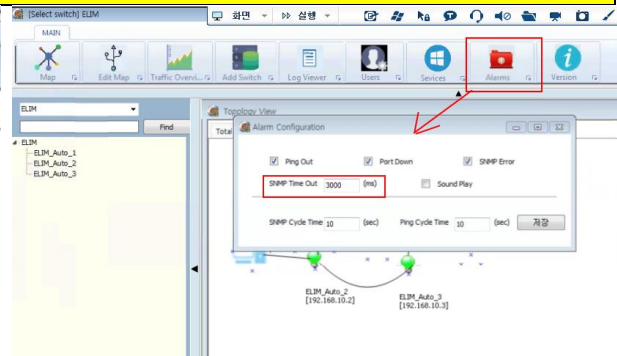 [Select switch] ELIM
화면 실행
MAIN
Map
Edit Map
Traffic Overvi...
Add Switch
Log Viewer
Users
Sevices
Alarms
Version
ELIM
Find
ELIM
ELIM_Auto_1
ELIM_Auto_2
ELIM_Auto_3
Topology View
Total
Alarm Configuration
Ping Out Port Down SNMP Error
SNMP Time Out 3000 (ms) Sound Play
SNMP Cycle Time 10 (sec) Ping Cycle Time 10 (sec) 저장
ELIM_Auto_2
[192.168.10.2]
ELIM_Auto_3
[192.168.10.3]